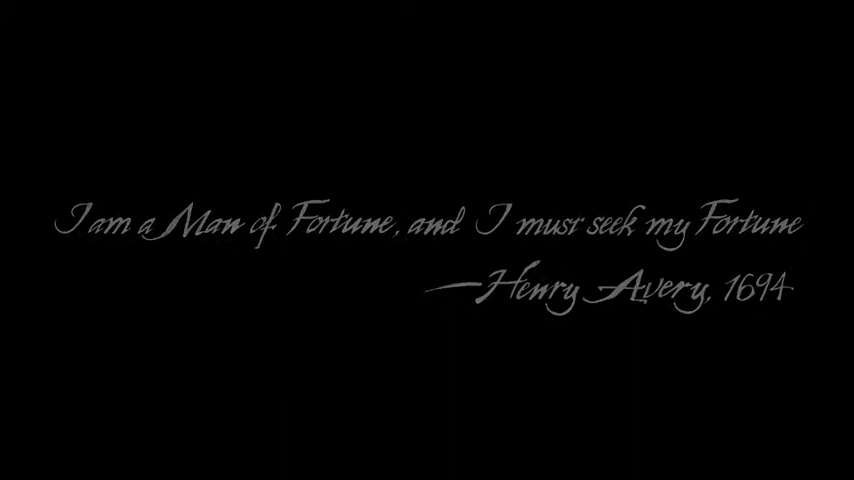 I am a Man of Fortune, and I must seek my Fortune
—Henry Avery, 1694